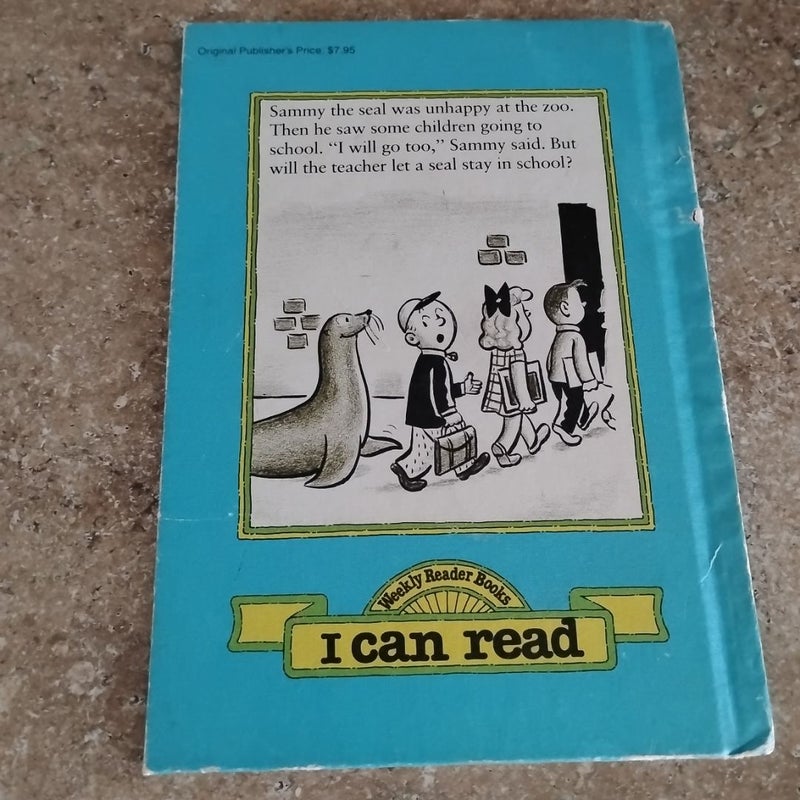 Original Publisher's Price: $7.95
Sammy the seal was unhappy at the zoo.
Then he saw some children going to
school. “I will go too,” Sammy said. But
will the teacher let a seal stay in school?
Weekly Reader Books
I can read